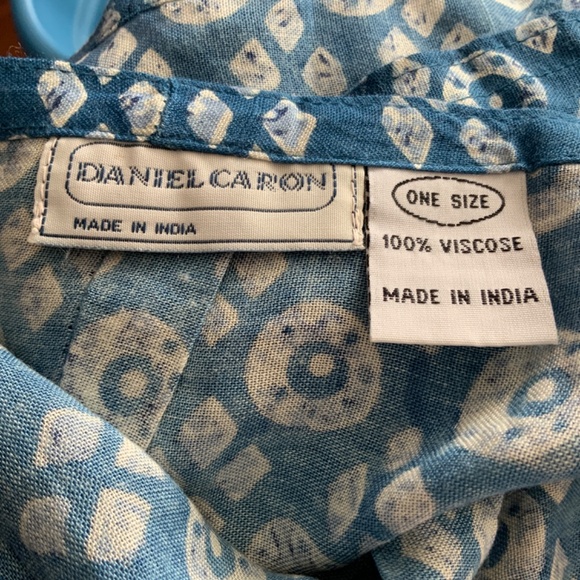 DANIEL CARON
MADE IN INDIA
ONE SIZE
100% VISCOSE
MADE IN INDIA